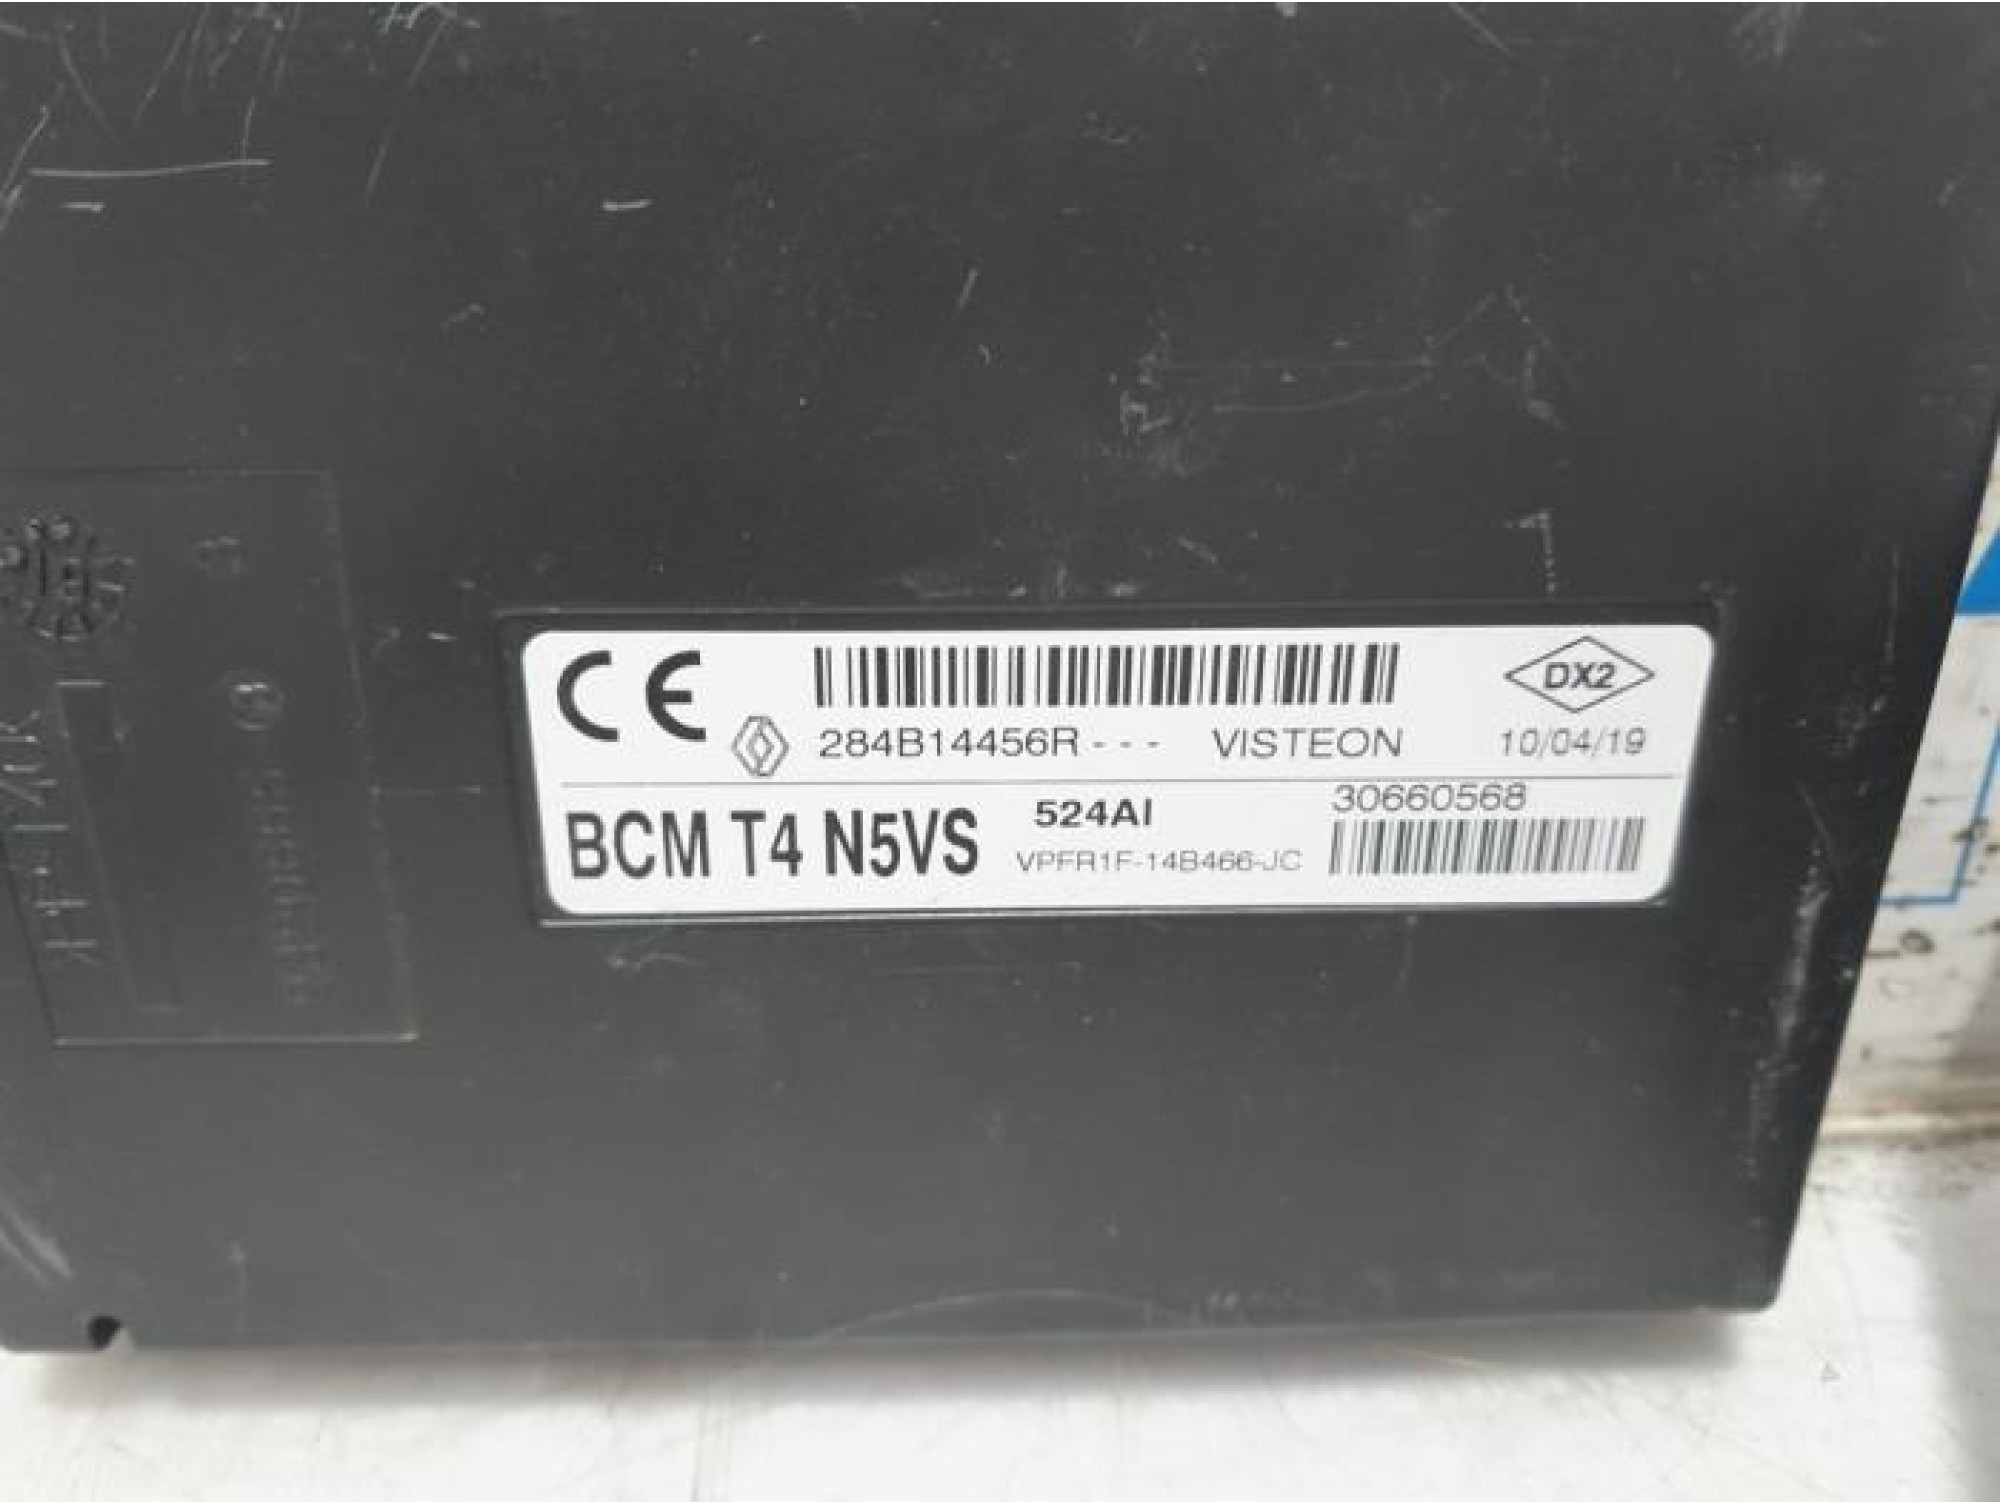 CE
284B14456R - - - VISTEON
DX2
10/04/19
BCM T4 N5VS
524AI
VPFR1F-14B466-JC
30660568